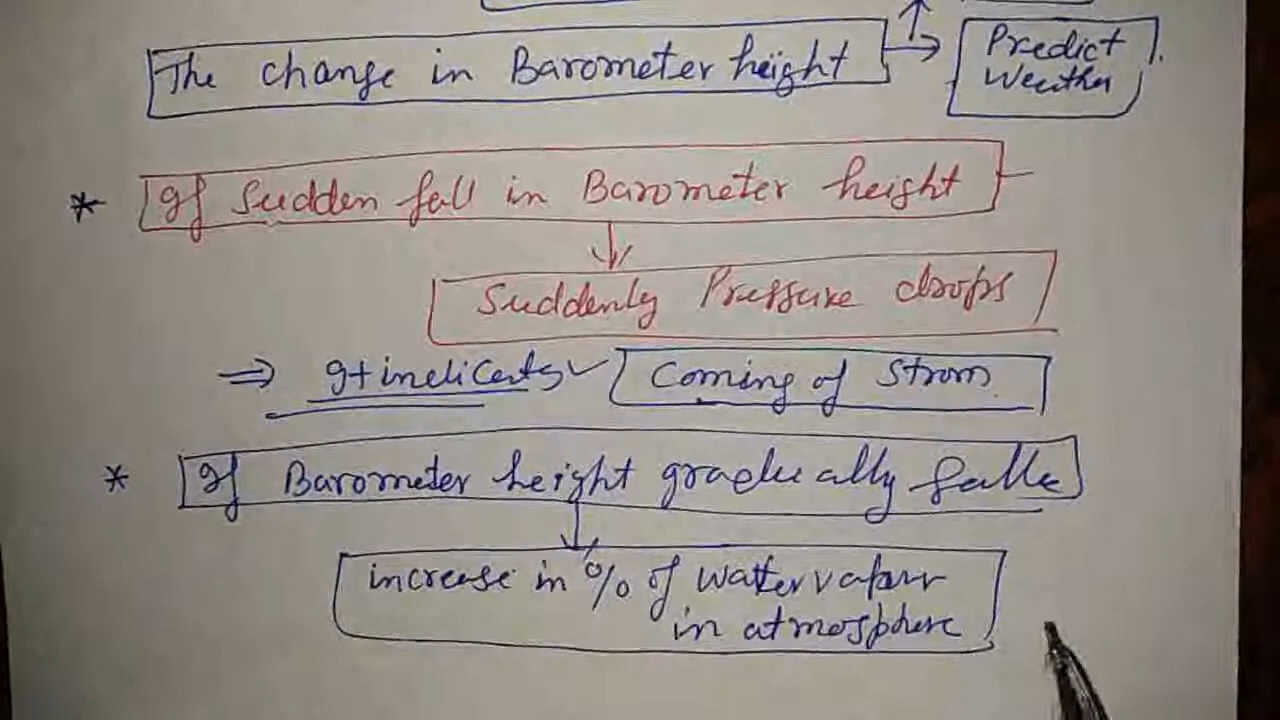 The change in Barometer height → Predict
Weather
* If Sudden fall in Barometer height
Suddenly Pressure drops
⇒ It indicates Coming of Strom
* If Barometer height gradually falls
increase in % of water vapour
in atmosphere